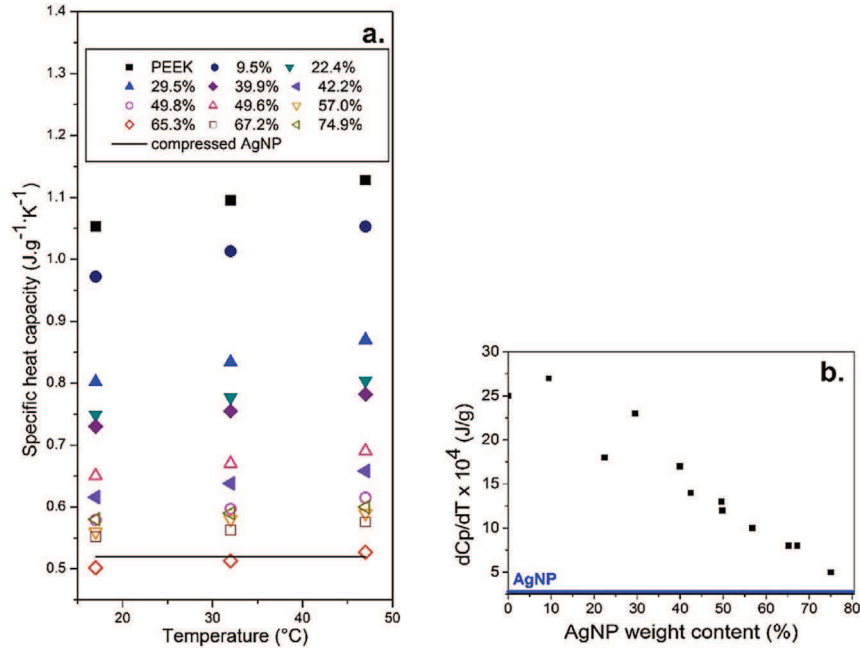 a.
PEEK 9.5% 22.4%
29.5% 39.9% 42.2%
49.8% 49.6% 57.0%
65.3% 67.2% 74.9%
compressed AgNP
1.4
1.3
1.2
1.1
1.0
0.9
0.8
0.7
0.6
0.5
Specific heat capacity (J.g⁻¹·K⁻¹)
20 30 40 50
Temperature (°C)
b.
30
25
20
15
10
5
dCp/dT x 10⁴ (J/g)
AgNP
0 10 20 30 40 50 60 70 80
AgNP weight content (%)